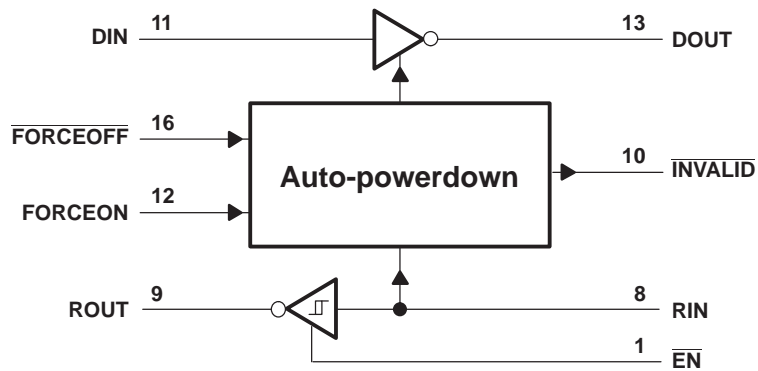 DIN 11 13 DOUT
FORCEOFF 16
Auto-powerdown
10 INVALID
FORCEON 12
ROUT 9 8 RIN
1 EN